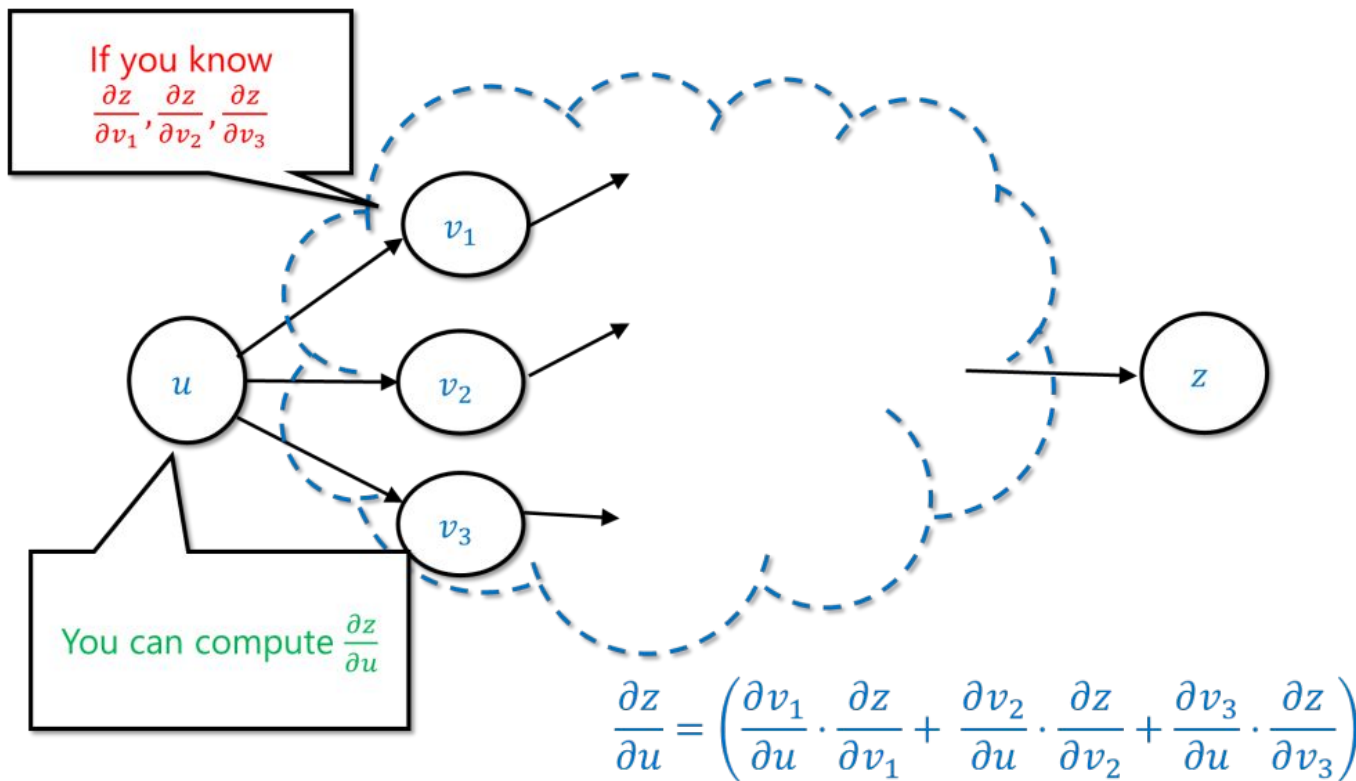 If you know
∂z/∂v₁, ∂z/∂v₂, ∂z/∂v₃
v₁
u
v₂
z
v₃
You can compute ∂z/∂u
∂z/∂u = (∂v₁/∂u · ∂z/∂v₁ + ∂v₂/∂u · ∂z/∂v₂ + ∂v₃/∂u · ∂z/∂v₃)